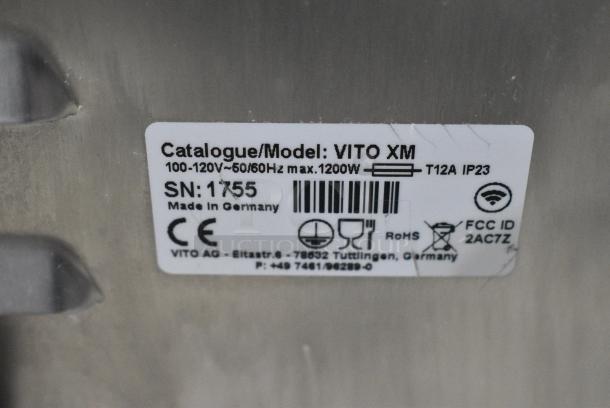 Catalogue/Model: VITO XM
100-120V~50/60Hz max.1200W T12A IP23
SN: 1755
Made in Germany
CE RoHS FCC ID
2AC7Z
VITO AG - Eltastr.6 - 78532 Tuttlingen, Germany
P: +49 7461/96289-0